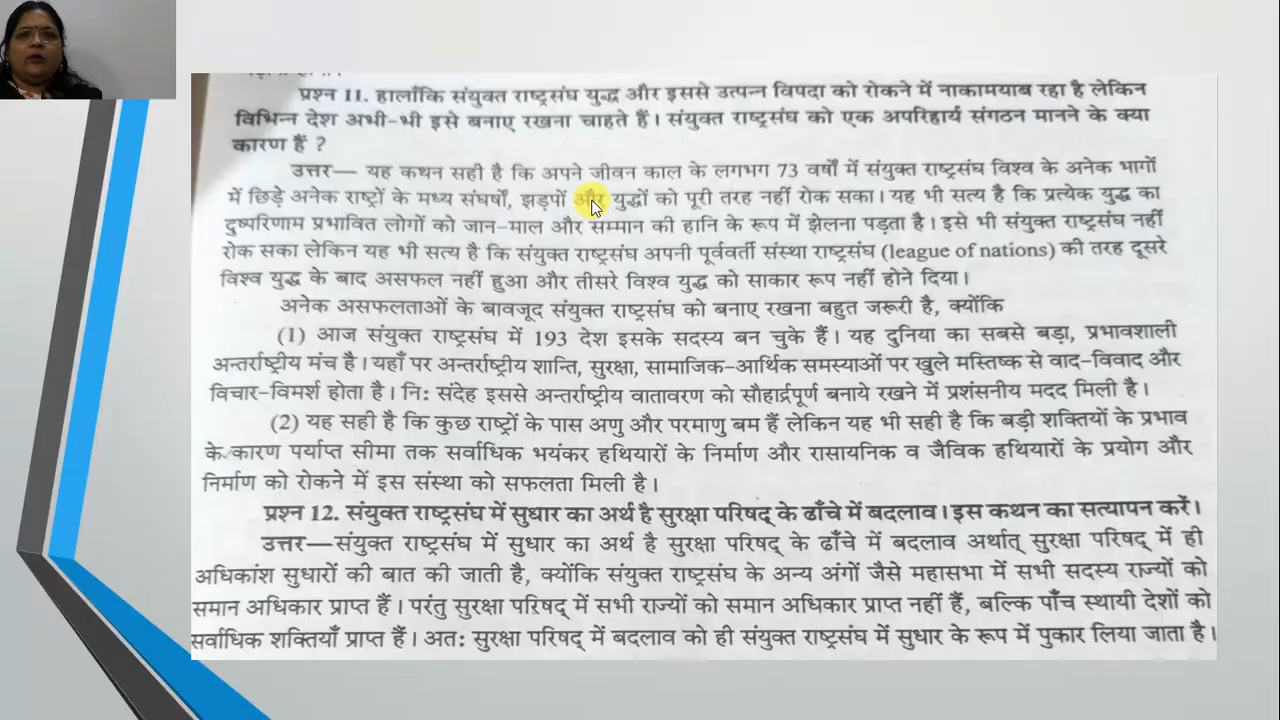 प्रश्न 11. हालाँकि संयुक्त राष्ट्रसंघ युद्ध और इससे उत्पन्न विपदा को रोकने में नाकामयाब रहा है लेकिन
विभिन्न देश अभी-भी इसे बनाए रखना चाहते हैं। संयुक्त राष्ट्रसंघ को एक अपरिहार्य संगठन मानने के क्या
कारण हैं ?
उत्तर— यह कथन सही है कि अपने जीवन काल के लगभग 73 वर्षों में संयुक्त राष्ट्रसंघ विश्व के अनेक भागों
में छिड़े अनेक राष्ट्रों के मध्य संघर्षों, झड़पों और युद्धों को पूरी तरह नहीं रोक सका। यह भी सत्य है कि प्रत्येक युद्ध का
दुष्परिणाम प्रभावित लोगों को जान-माल और सम्मान की हानि के रूप में झेलना पड़ता है। इसे भी संयुक्त राष्ट्रसंघ नहीं
रोक सका लेकिन यह भी सत्य है कि संयुक्त राष्ट्रसंघ अपनी पूर्ववर्ती संस्था राष्ट्रसंघ (league of nations) की तरह दूसरे
विश्व युद्ध के बाद असफल नहीं हुआ और तीसरे विश्व युद्ध को साकार रूप नहीं होने दिया।
अनेक असफलताओं के बावजूद संयुक्त राष्ट्रसंघ को बनाए रखना बहुत जरूरी है, क्योंकि
(1) आज संयुक्त राष्ट्रसंघ में 193 देश इसके सदस्य बन चुके हैं। यह दुनिया का सबसे बड़ा, प्रभावशाली
अन्तर्राष्ट्रीय मंच है। यहाँ पर अन्तर्राष्ट्रीय शान्ति, सुरक्षा, सामाजिक-आर्थिक समस्याओं पर खुले मस्तिष्क से वाद-विवाद और
विचार-विमर्श होता है। नि: संदेह इससे अन्तर्राष्ट्रीय वातावरण को सौहार्द्रपूर्ण बनाये रखने में प्रशंसनीय मदद मिली है।
(2) यह सही है कि कुछ राष्ट्रों के पास अणु और परमाणु बम हैं लेकिन यह भी सही है कि बड़ी शक्तियों के प्रभाव
के कारण पर्याप्त सीमा तक सर्वाधिक भयंकर हथियारों के निर्माण और रासायनिक व जैविक हथियारों के प्रयोग और
निर्माण को रोकने में इस संस्था को सफलता मिली है।
प्रश्न 12. संयुक्त राष्ट्रसंघ में सुधार का अर्थ है सुरक्षा परिषद् के ढाँचे में बदलाव। इस कथन का सत्यापन करें।
उत्तर—संयुक्त राष्ट्रसंघ में सुधार का अर्थ है सुरक्षा परिषद् के ढाँचे में बदलाव अर्थात् सुरक्षा परिषद् में ही
अधिकांश सुधारों की बात की जाती है, क्योंकि संयुक्त राष्ट्रसंघ के अन्य अंगों जैसे महासभा में सभी सदस्य राज्यों को
समान अधिकार प्राप्त हैं। परंतु सुरक्षा परिषद् में सभी राज्यों को समान अधिकार प्राप्त नहीं हैं, बल्कि पाँच स्थायी देशों को
सर्वाधिक शक्तियाँ प्राप्त हैं। अत: सुरक्षा परिषद् में बदलाव को ही संयुक्त राष्ट्रसंघ में सुधार के रूप में पुकार लिया जाता है।